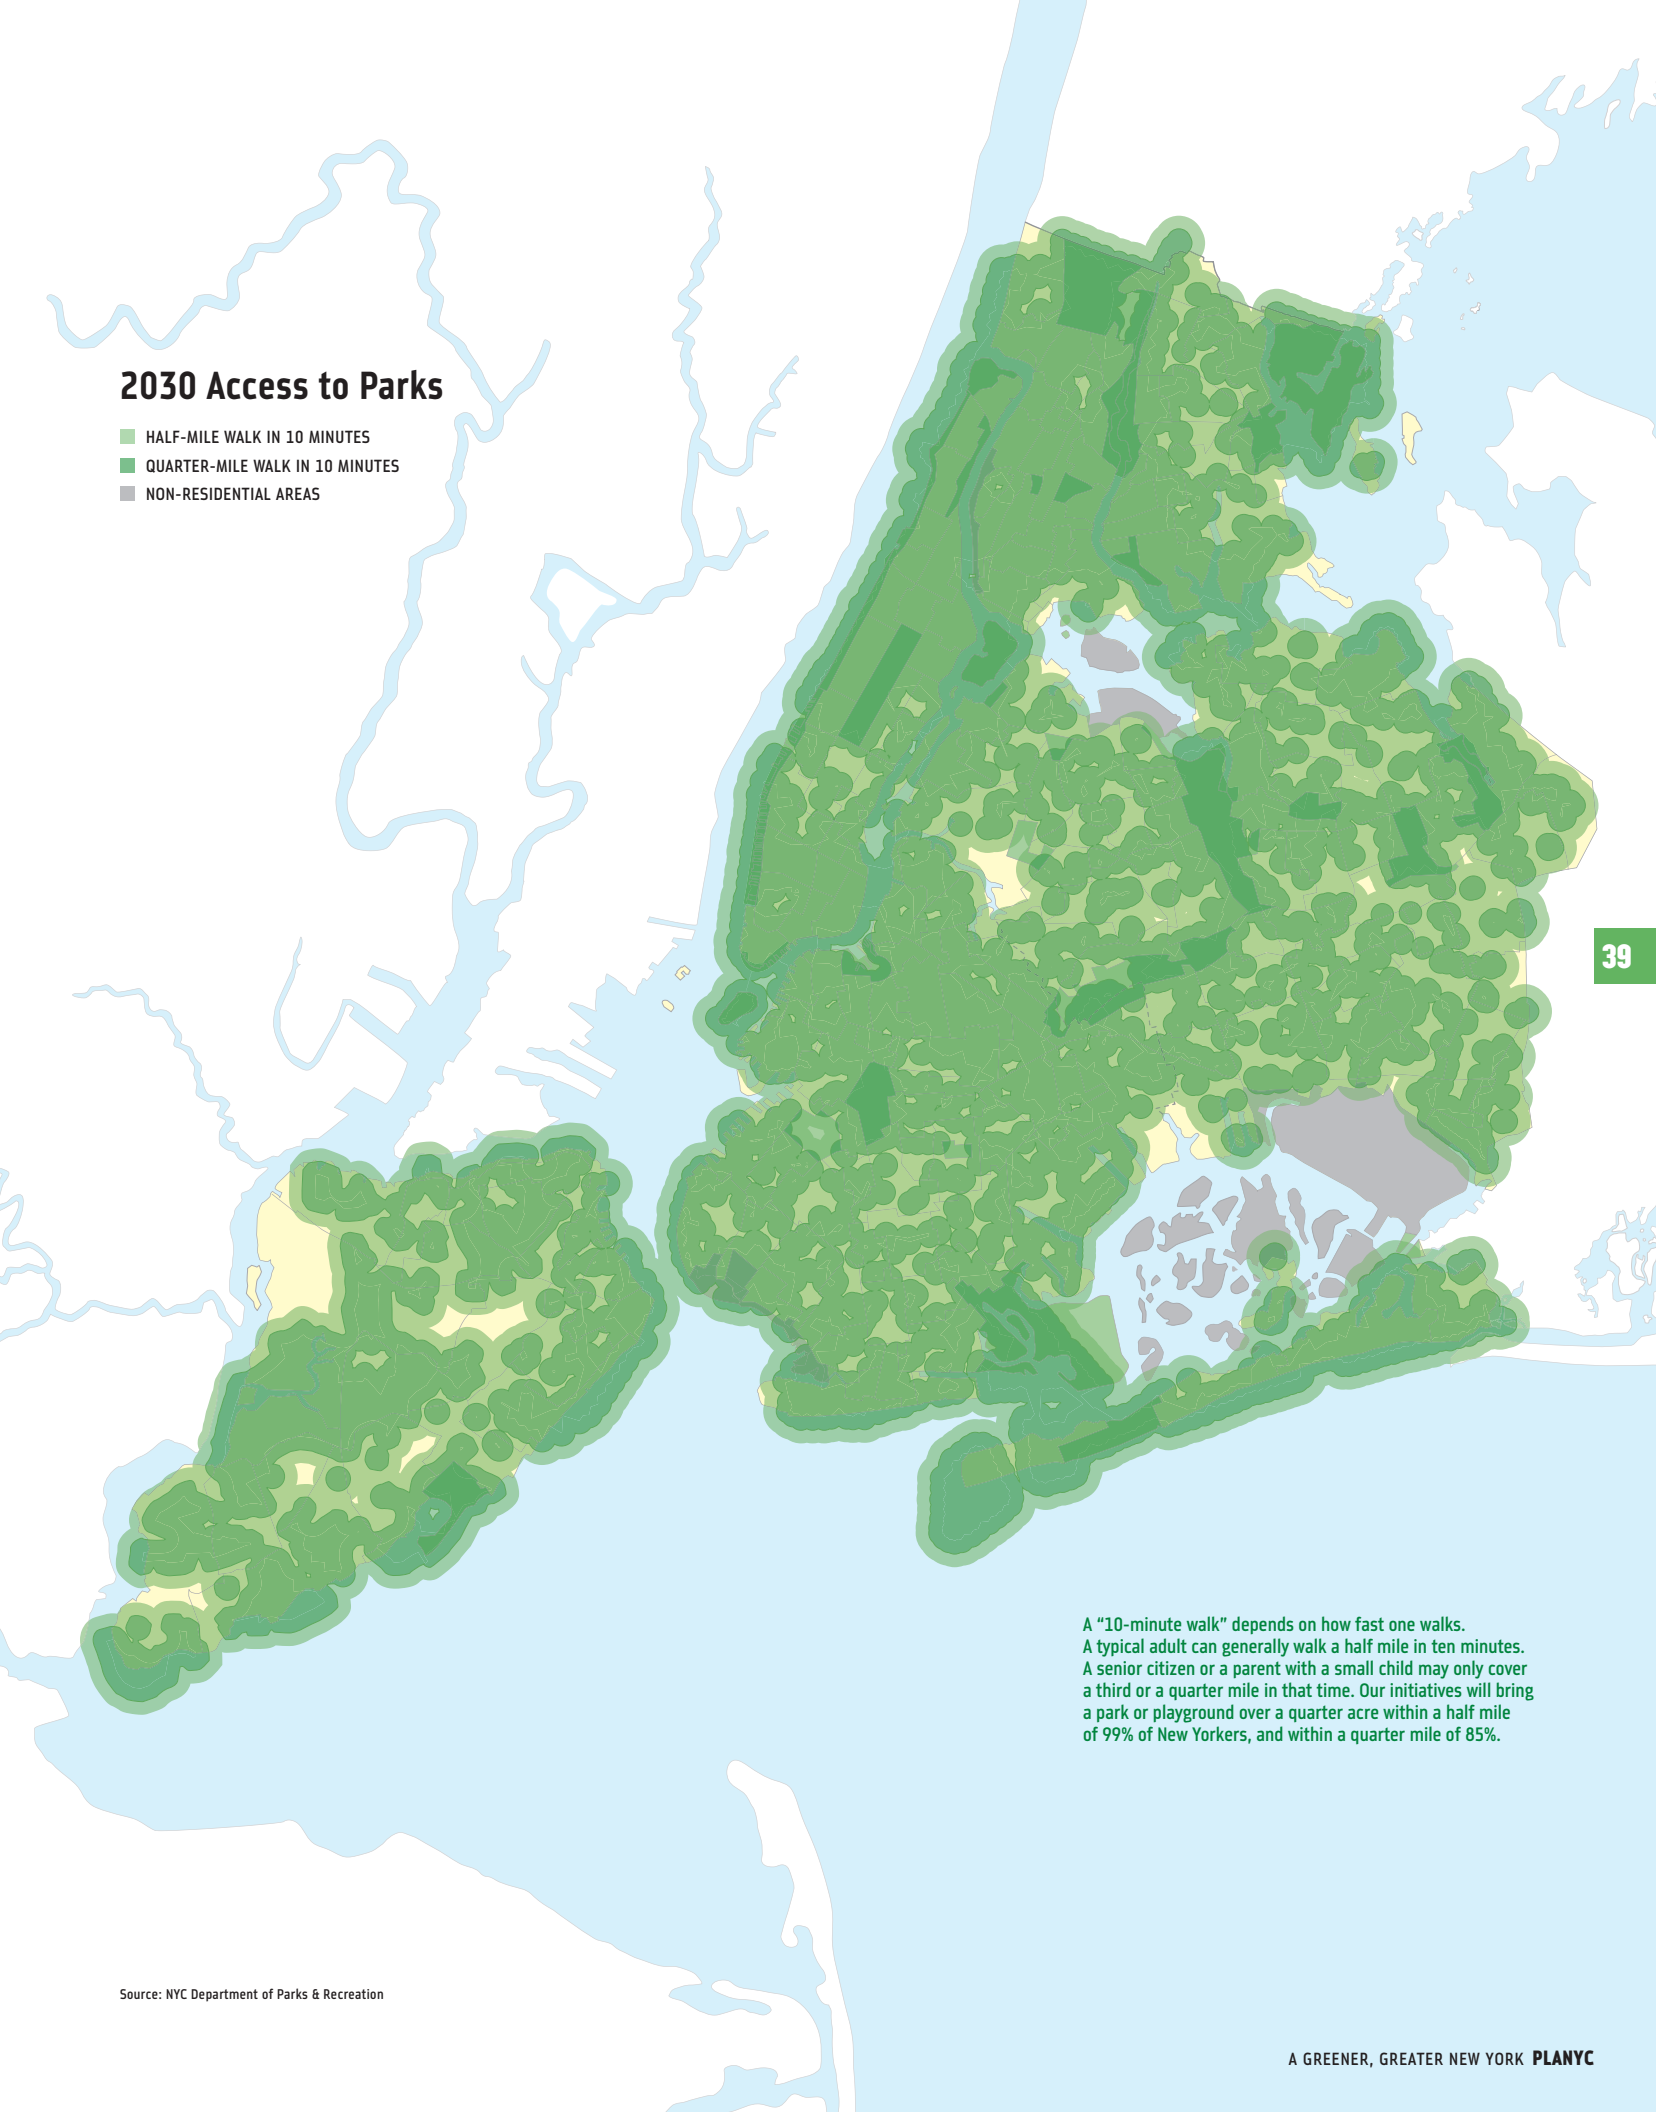 2030 Access to Parks
HALF-MILE WALK IN 10 MINUTES
QUARTER-MILE WALK IN 10 MINUTES
NON-RESIDENTIAL AREAS
39
A “10-minute walk” depends on how fast one walks.
A typical adult can generally walk a half mile in ten minutes.
A senior citizen or a parent with a small child may only cover
a third or a quarter mile in that time. Our initiatives will bring
a park or playground over a quarter acre within a half mile
of 99% of New Yorkers, and within a quarter mile of 85%.
Source: NYC Department of Parks & Recreation
A GREENER, GREATER NEW YORK PLANYC